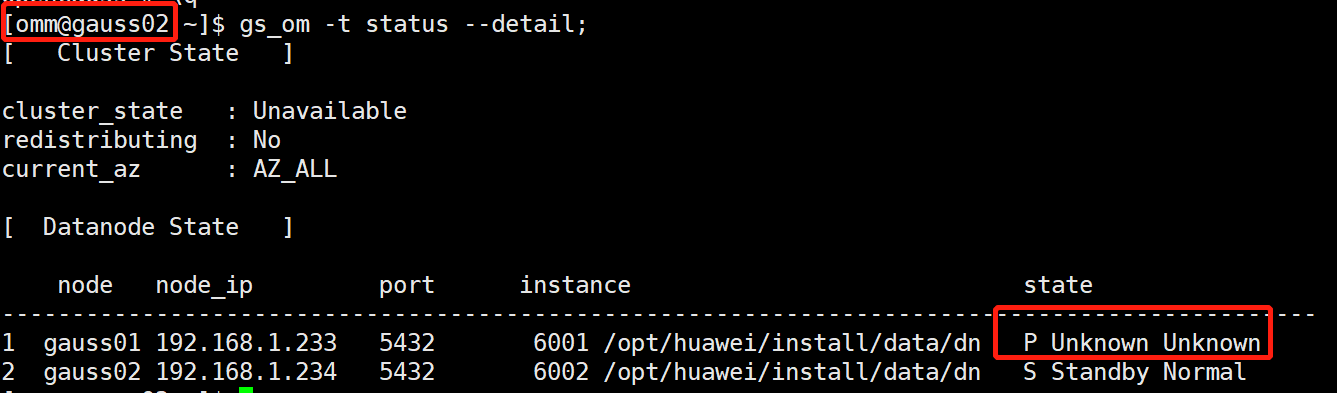 [omm@gauss02 ~]$ gs_om -t status --detail;
[   Cluster State   ]
cluster_state   : Unavailable
redistributing  : No
current_az      : AZ_ALL
[  Datanode State   ]
    node   node_ip         port      instance                            state
----------------------------------------------------------------------------------------------
1  gauss01 192.168.1.233   5432       6001 /opt/huawei/install/data/dn   P Unknown Unknown
2  gauss02 192.168.1.234   5432       6002 /opt/huawei/install/data/dn   S Standby Normal